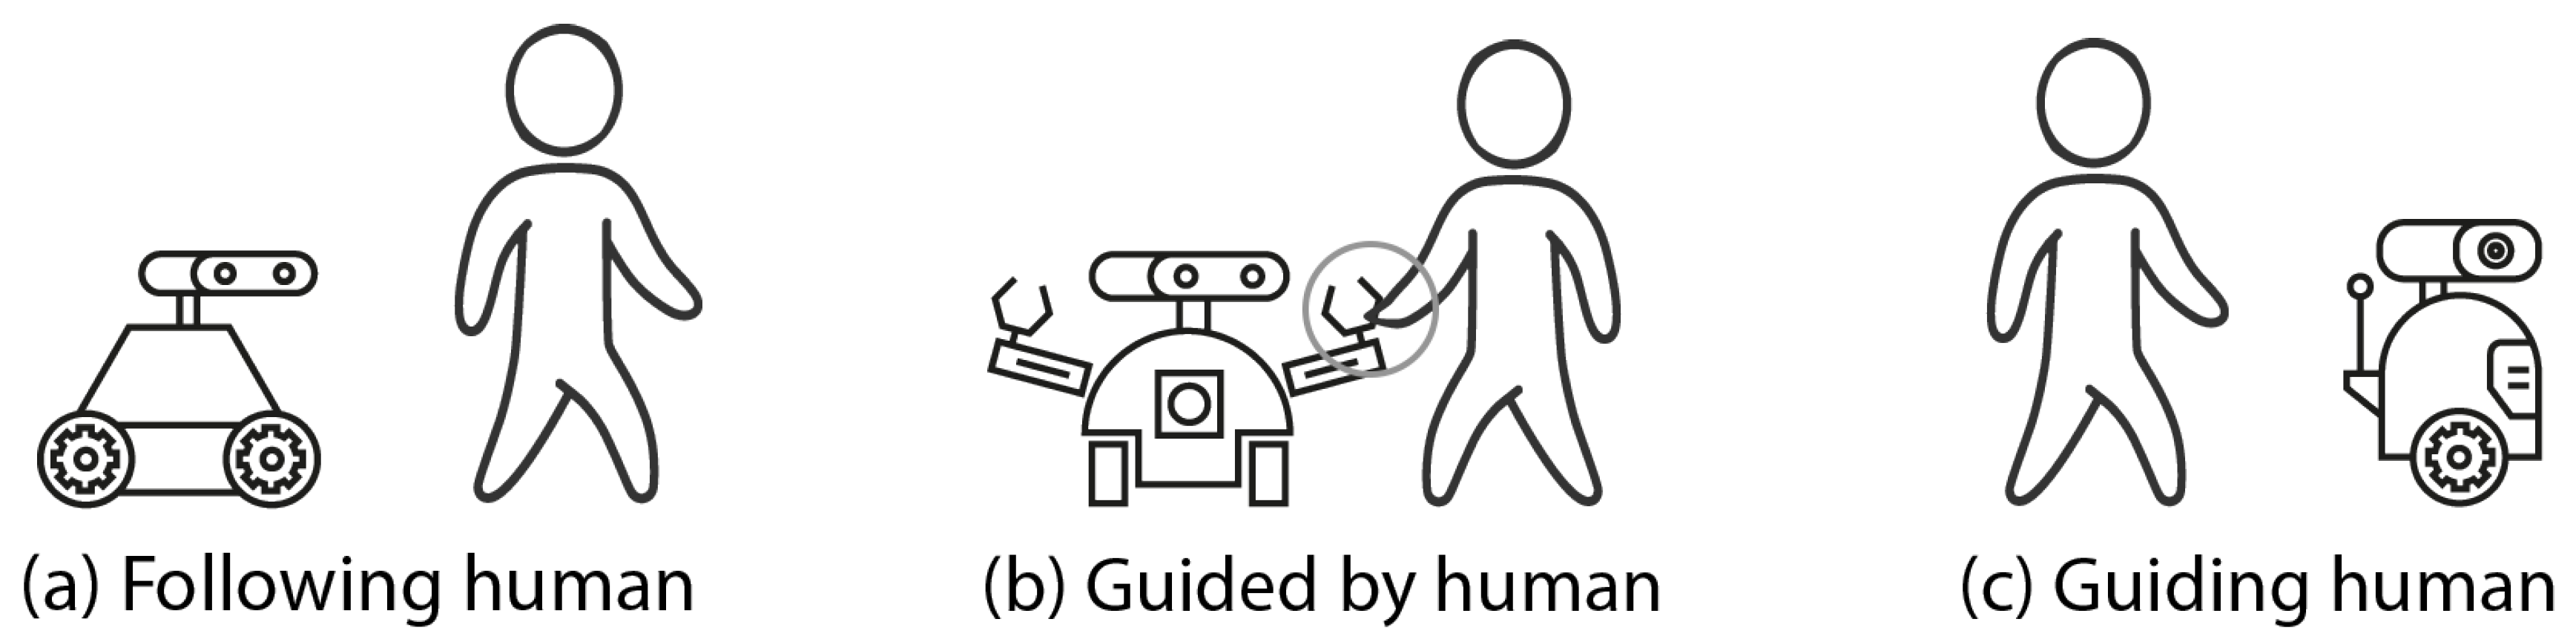 (a) Following human
(b) Guided by human
(c) Guiding human